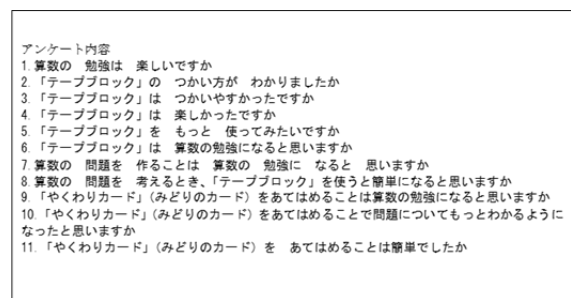 アンケート内容
1. 算数の　勉強は　楽しいですか
2. 「テープブロック」の　つかい方が　わかりましたか
3. 「テープブロック」は　つかいやすかったですか
4. 「テープブロック」は　楽しかったですか
5. 「テープブロック」を　もっと　使ってみたいですか
6. 「テープブロック」は　算数の勉強になると思いますか
7. 算数の　問題を　作ることは　算数の　勉強に　なると　思いますか
8. 算数の　問題を　考えるとき、「テープブロック」を使うと簡単になると思いますか
9. 「やくわりカード」（みどりのカード）をあてはめることは算数の勉強になると思いますか
10. 「やくわりカード」（みどりのカード）をあてはめることで問題についてもっとわかるように
なったと思いますか
11. 「やくわりカード」（みどりのカード）を　あてはめることは簡単でしたか